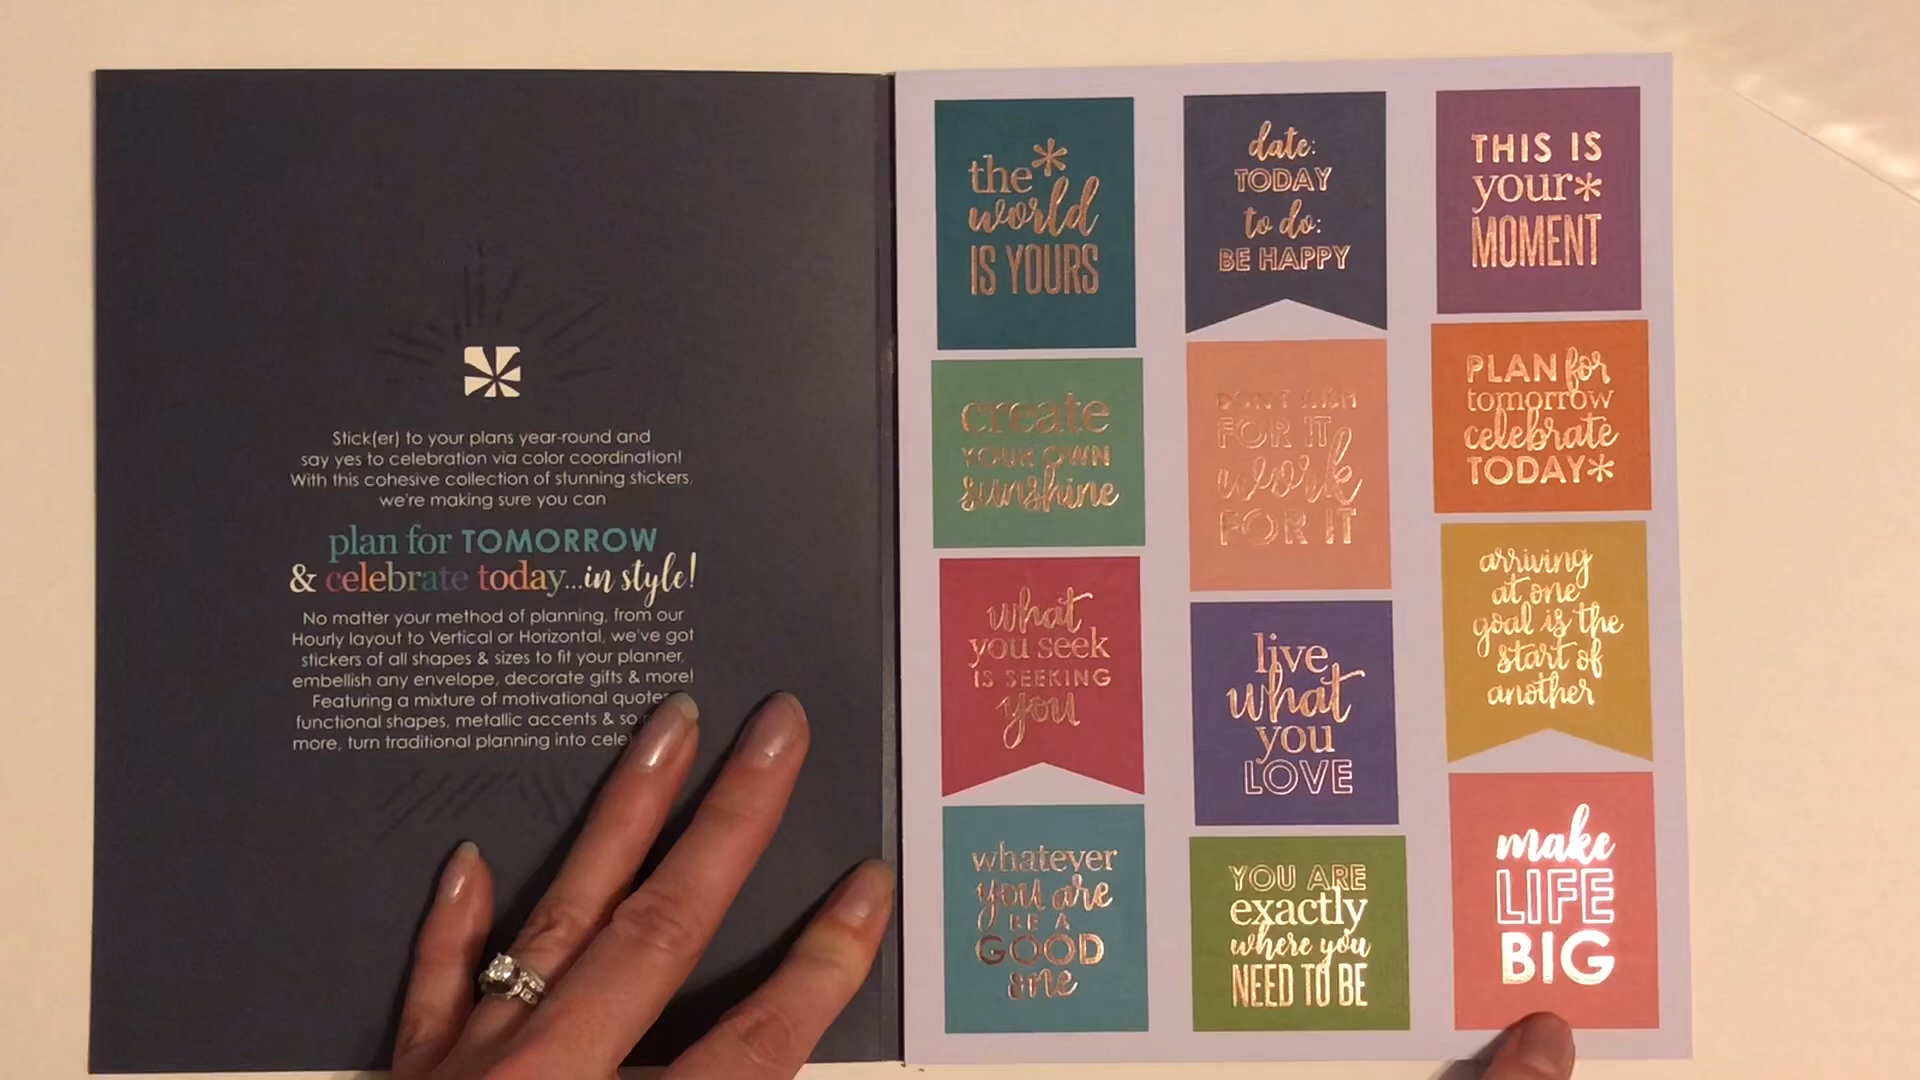 Stick(er) to your plans year-round and
say yes to celebration via color coordination!
With this cohesive collection of stunning stickers,
we're making sure you can
plan for TOMORROW
& celebrate today...in style!
No matter your method of planning, from our
Hourly layout to Vertical or Horizontal, we've got
stickers of all shapes & sizes to fit your planner,
embellish any envelope, decorate gifts & more!
Featuring a mixture of motivational quotes
functional shapes, metallic accents & so
more, turn traditional planning into
the*
world
IS YOURS
create
YOUR OWN
sunshine
what
you seek
IS SEEKING
you
whatever
you are
BE A
GOOD
one
date:
TODAY
to do:
BE HAPPY
DON'T WISH
FOR IT
work
FOR IT
live
what
you
LOVE
YOU ARE
exactly
where you
NEED TO BE
THIS IS
your*
MOMENT
PLAN for
tomorrow
celebrate
TODAY*
arriving
at one
goal is the
start of
another
make
LIFE
BIG